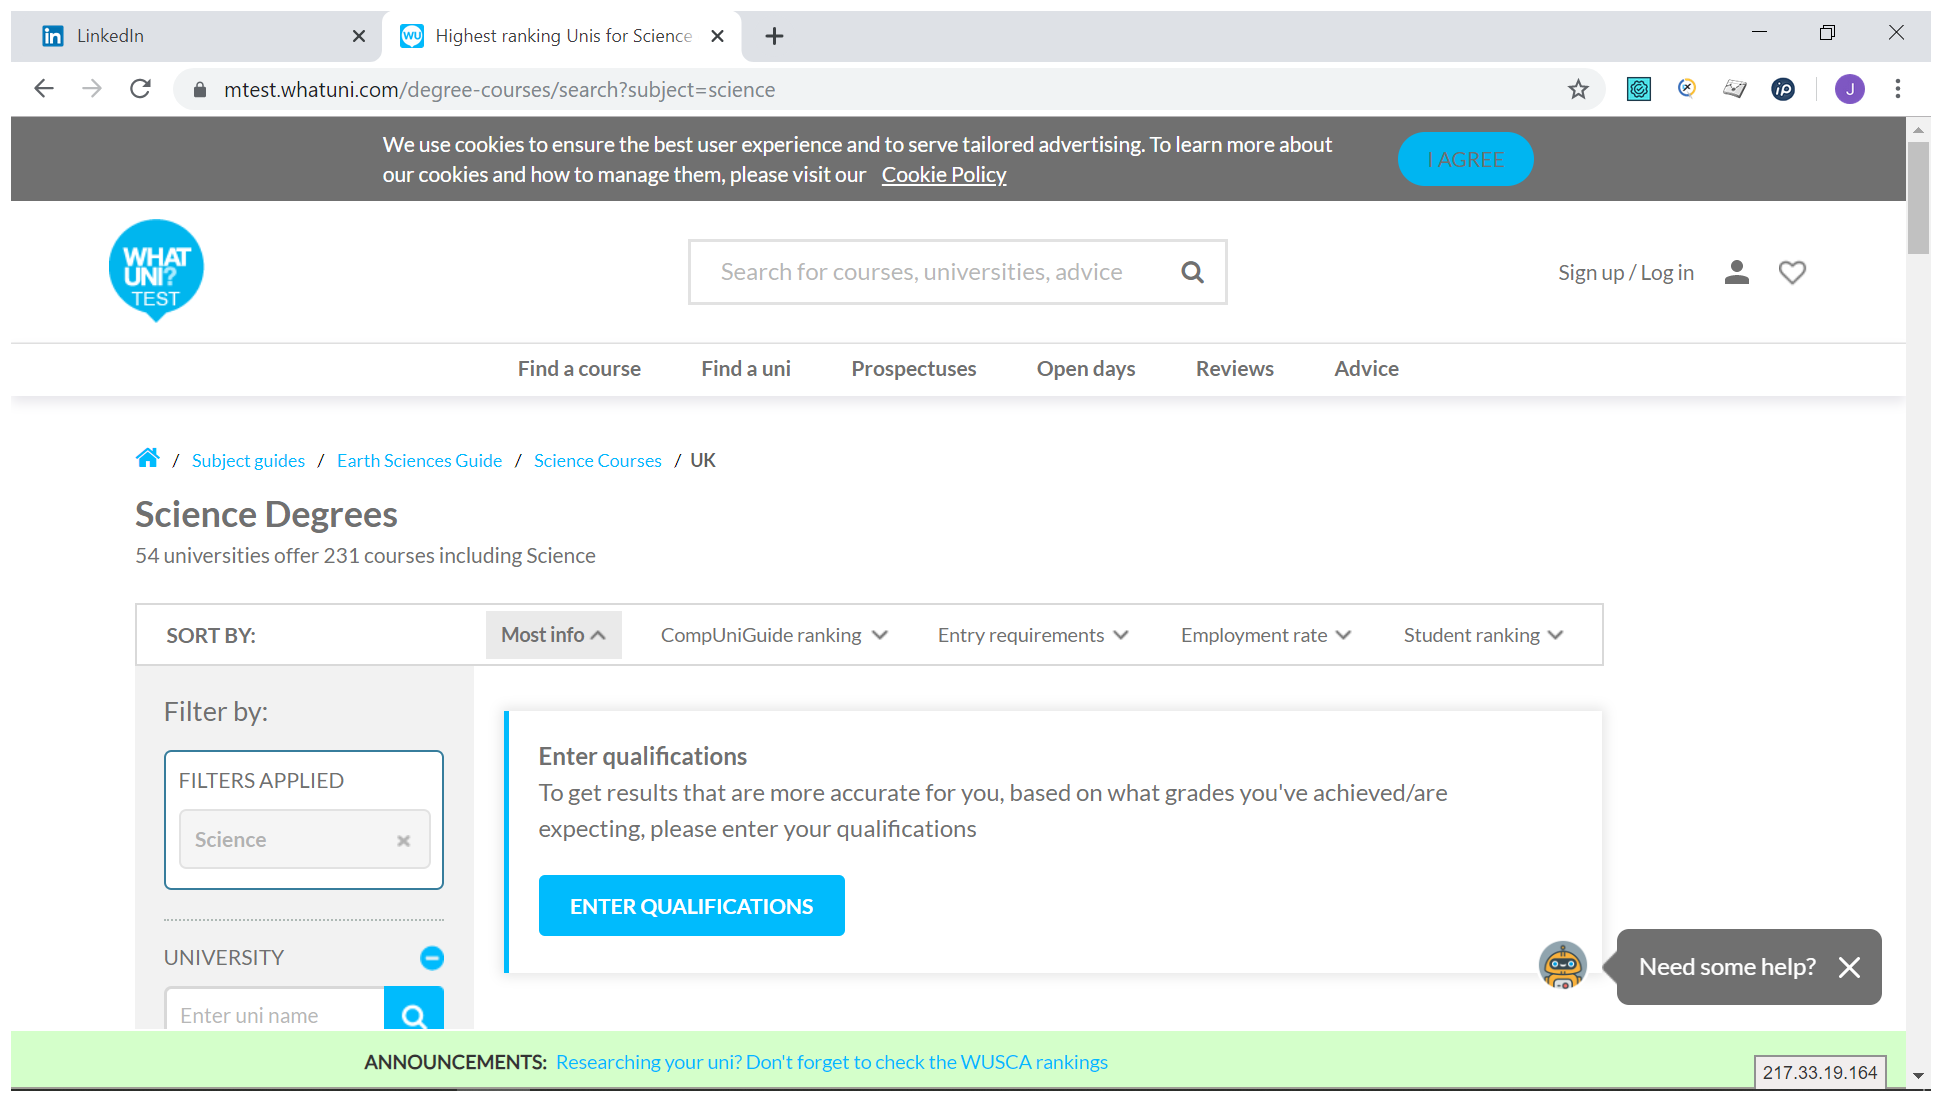 LinkedIn
Highest ranking Unis for Science
mtest.whatuni.com/degree-courses/search?subject=science
J
We use cookies to ensure the best user experience and to serve tailored advertising. To learn more about
our cookies and how to manage them, please visit our Cookie Policy
I AGREE
WHAT
UNI?
TEST
Search for courses, universities, advice
Sign up / Log in
Find a course Find a uni Prospectuses Open days Reviews Advice
/ Subject guides / Earth Sciences Guide / Science Courses / UK
Science Degrees
54 universities offer 231 courses including Science
SORT BY: Most info CompUniGuide ranking Entry requirements Employment rate Student ranking
Filter by:
FILTERS APPLIED
Science
UNIVERSITY
Enter uni name
Enter qualifications
To get results that are more accurate for you, based on what grades you've achieved/are
expecting, please enter your qualifications
ENTER QUALIFICATIONS
Need some help?
ANNOUNCEMENTS: Researching your uni? Don't forget to check the WUSCA rankings
217.33.19.164